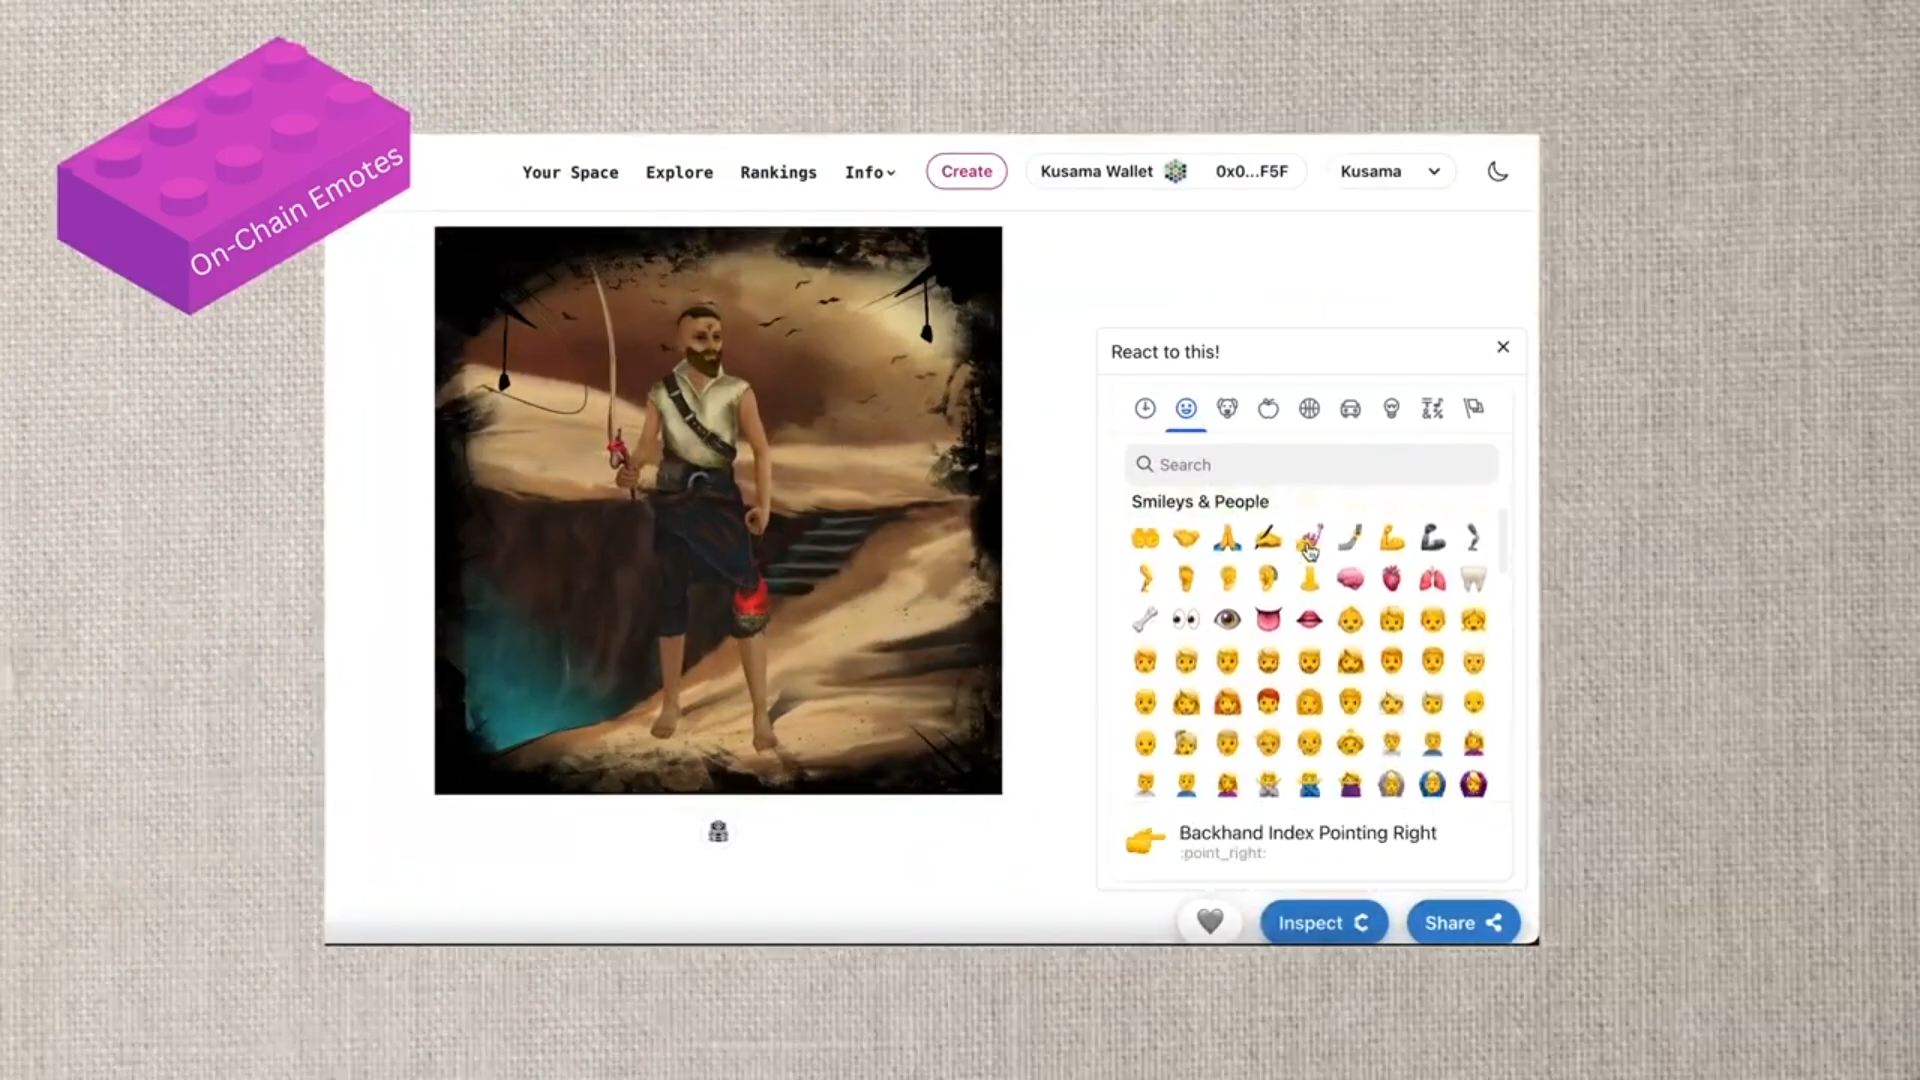 On-Chain Emotes
Your Space Explore Rankings Info Create Kusama Wallet 0x0...F5F Kusama
React to this!
Search
Smileys & People
Backhand Index Pointing Right
:point_right:
Inspect Share